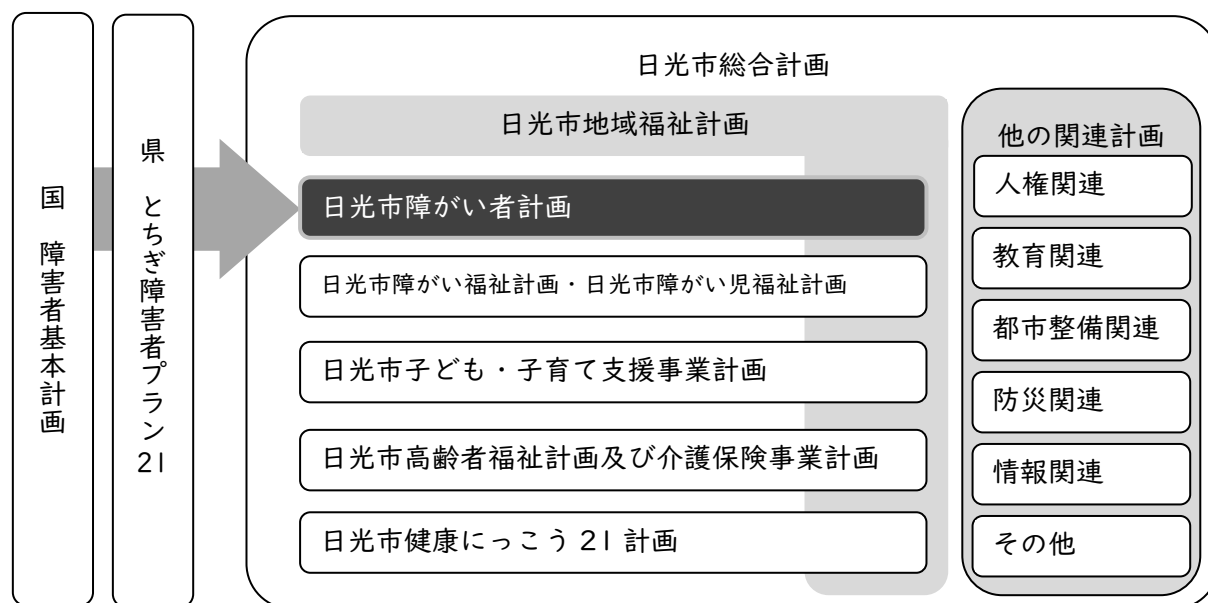 国 障害者基本計画
県 とちぎ障害者プラン21
日光市総合計画
日光市地域福祉計画
日光市障がい者計画
日光市障がい福祉計画・日光市障がい児福祉計画
日光市子ども・子育て支援事業計画
日光市高齢者福祉計画及び介護保険事業計画
日光市健康にっこう 21 計画
他の関連計画
人権関連
教育関連
都市整備関連
防災関連
情報関連
その他